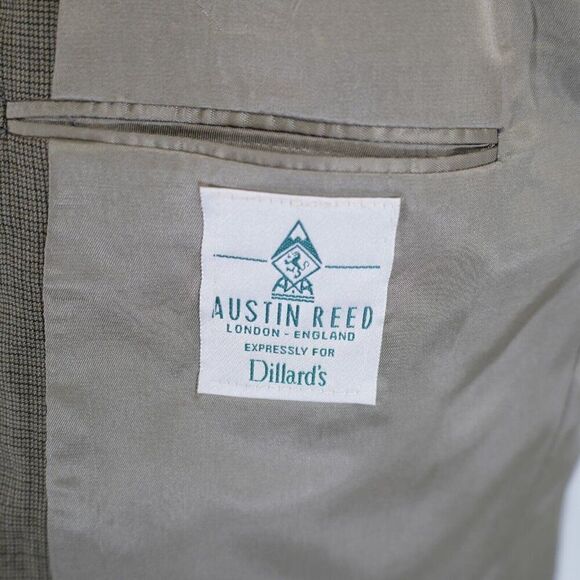 AUSTIN REED
LONDON - ENGLAND
EXPRESSLY FOR
Dillard's